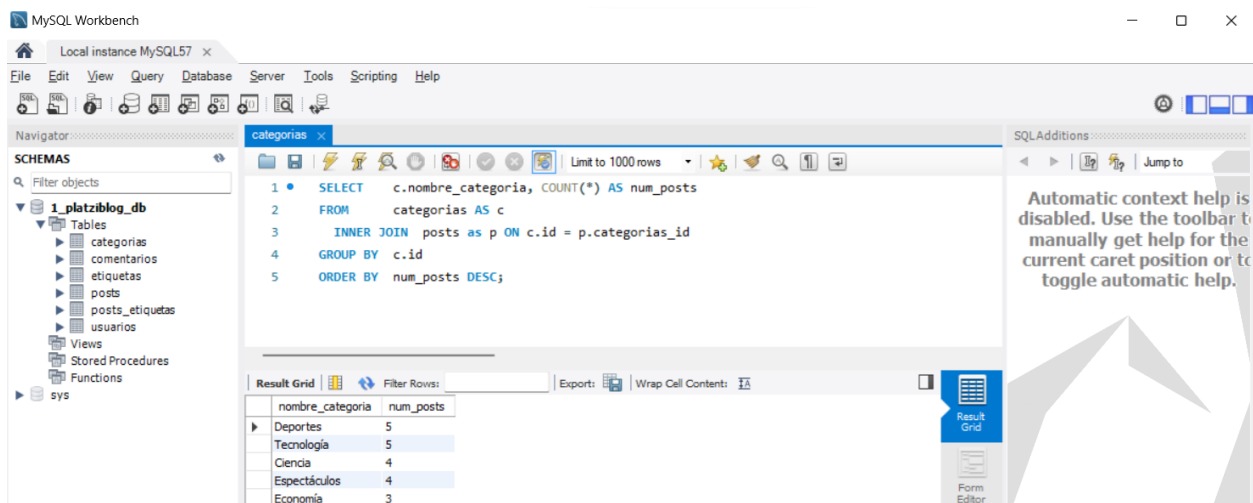 MySQL Workbench
Local instance MySQL57
File Edit View Query Database Server Tools Scripting Help
Navigator
SCHEMAS
Filter objects
1_platziblog_db
Tables
categorias
comentarios
etiquetas
posts
posts_etiquetas
usuarios
Views
Stored Procedures
Functions
sys
categorias
Limit to 1000 rows
1 SELECT c.nombre_categoria, COUNT(*) AS num_posts
2 FROM categorias AS c
3 INNER JOIN posts as p ON c.id = p.categorias_id
4 GROUP BY c.id
5 ORDER BY num_posts DESC;
Result Grid Filter Rows: Export: Wrap Cell Content:
nombre_categoria num_posts
Deportes 5
Tecnología 5
Ciencia 4
Espectáculos 4
Economía 3
Result
Grid
Form
Editor
SQLAdditions
Jump to
Automatic context help is
disabled. Use the toolbar to
manually get help for the
current caret position or to
toggle automatic help.